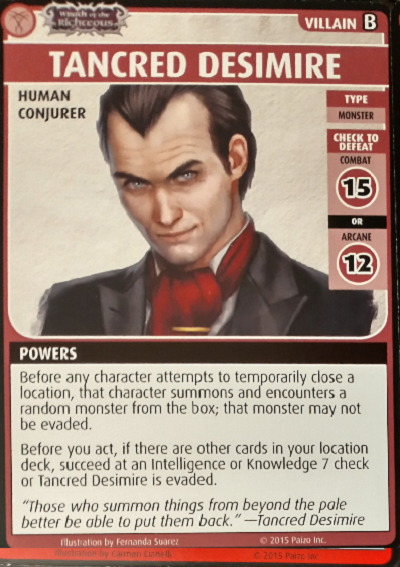 Wrath of the
Righteous
VILLAIN B
TANCRED DESIMIRE
HUMAN
CONJURER
TYPE
MONSTER
CHECK TO
DEFEAT
COMBAT
15
OR
ARCANE
12
POWERS
Before any character attempts to temporarily close a
location, that character summons and encounters a
random monster from the box; that monster may not
be evaded.
Before you act, if there are other cards in your location
deck, succeed at an Intelligence or Knowledge 7 check
or Tancred Desimire is evaded.
“Those who summon things from beyond the pale
better be able to put them back.” —Tancred Desimire
Illustration by Fernanda Suarez © 2015 Paizo Inc.
Illustration by Carmen © 2015 Paizo Inc.